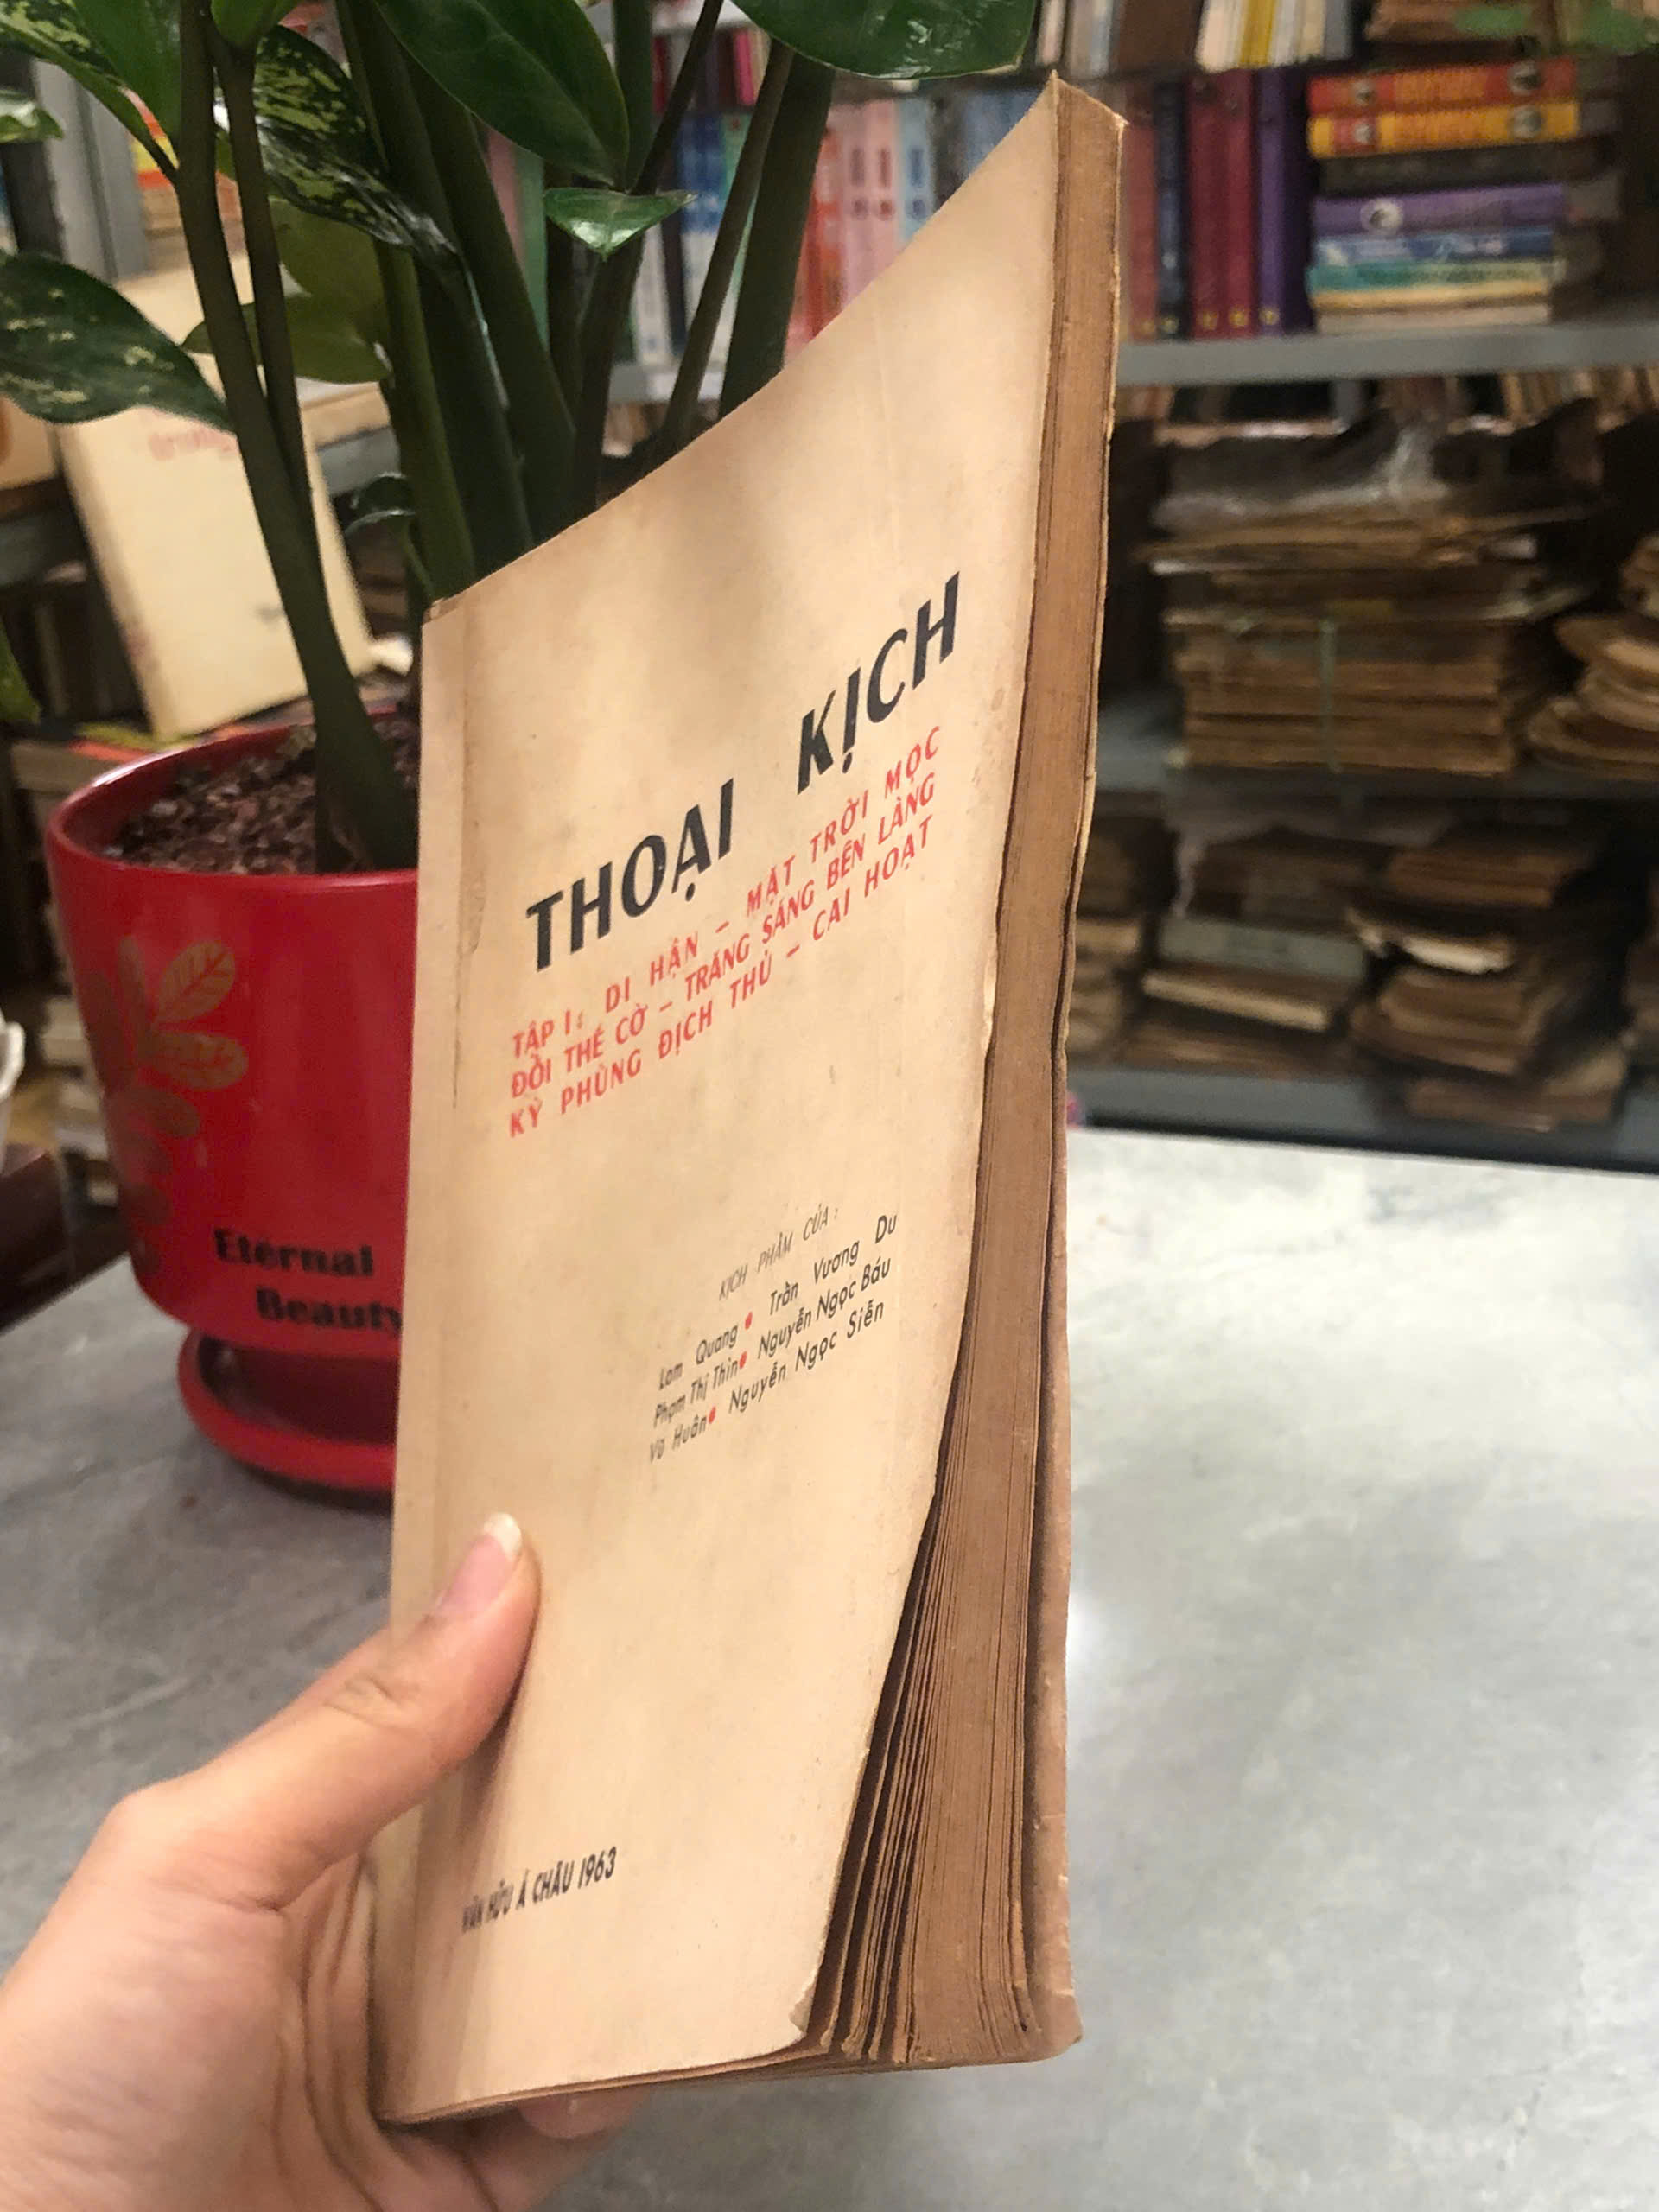 THOẠI KỊCH
TẬP I: DI HẬN – MẶT TRỜI MỌC
ĐỔI THẾ CỜ – TRĂNG SÁNG BÊN LÀNG
KỲ PHÙNG ĐỊCH THỦ – CAI HOẠT
KỊCH PHẨM CỦA:
Lam Quang • Trần Vương Du
Phạm Thị Thìn • Nguyễn Ngọc Báu
Vũ Huân • Nguyễn Ngọc Siễn
VĂN HỮU Á CHÂU 1963
Eternal
Beauty